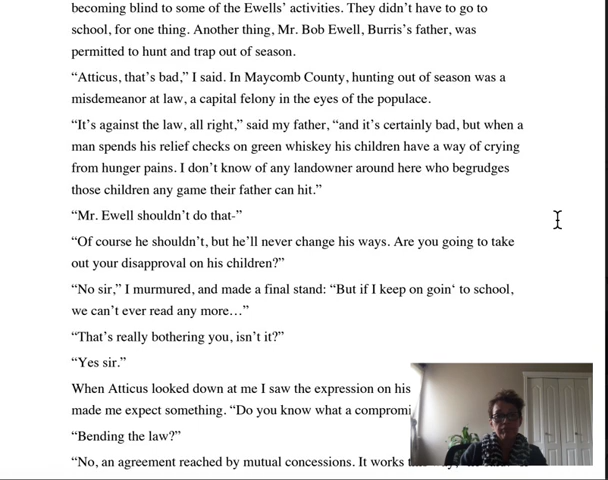 becoming blind to some of the Ewells’ activities. They didn’t have to go to
school, for one thing. Another thing, Mr. Bob Ewell, Burris’s father, was
permitted to hunt and trap out of season.
“Atticus, that’s bad,” I said. In Maycomb County, hunting out of season was a
misdemeanor at law, a capital felony in the eyes of the populace.
“It’s against the law, all right,” said my father, “and it’s certainly bad, but when a
man spends his relief checks on green whiskey his children have a way of crying
from hunger pains. I don’t know of any landowner around here who begrudges
those children any game their father can hit.”
“Mr. Ewell shouldn’t do that-”
“Of course he shouldn’t, but he’ll never change his ways. Are you going to take
out your disapproval on his children?”
“No sir,” I murmured, and made a final stand: “But if I keep on goin‘ to school,
we can’t ever read any more…”
“That’s really bothering you, isn’t it?”
“Yes sir.”
When Atticus looked down at me I saw the expression on his
made me expect something. “Do you know what a compromi
“Bending the law?”
“No, an agreement reached by mutual concessions. It works